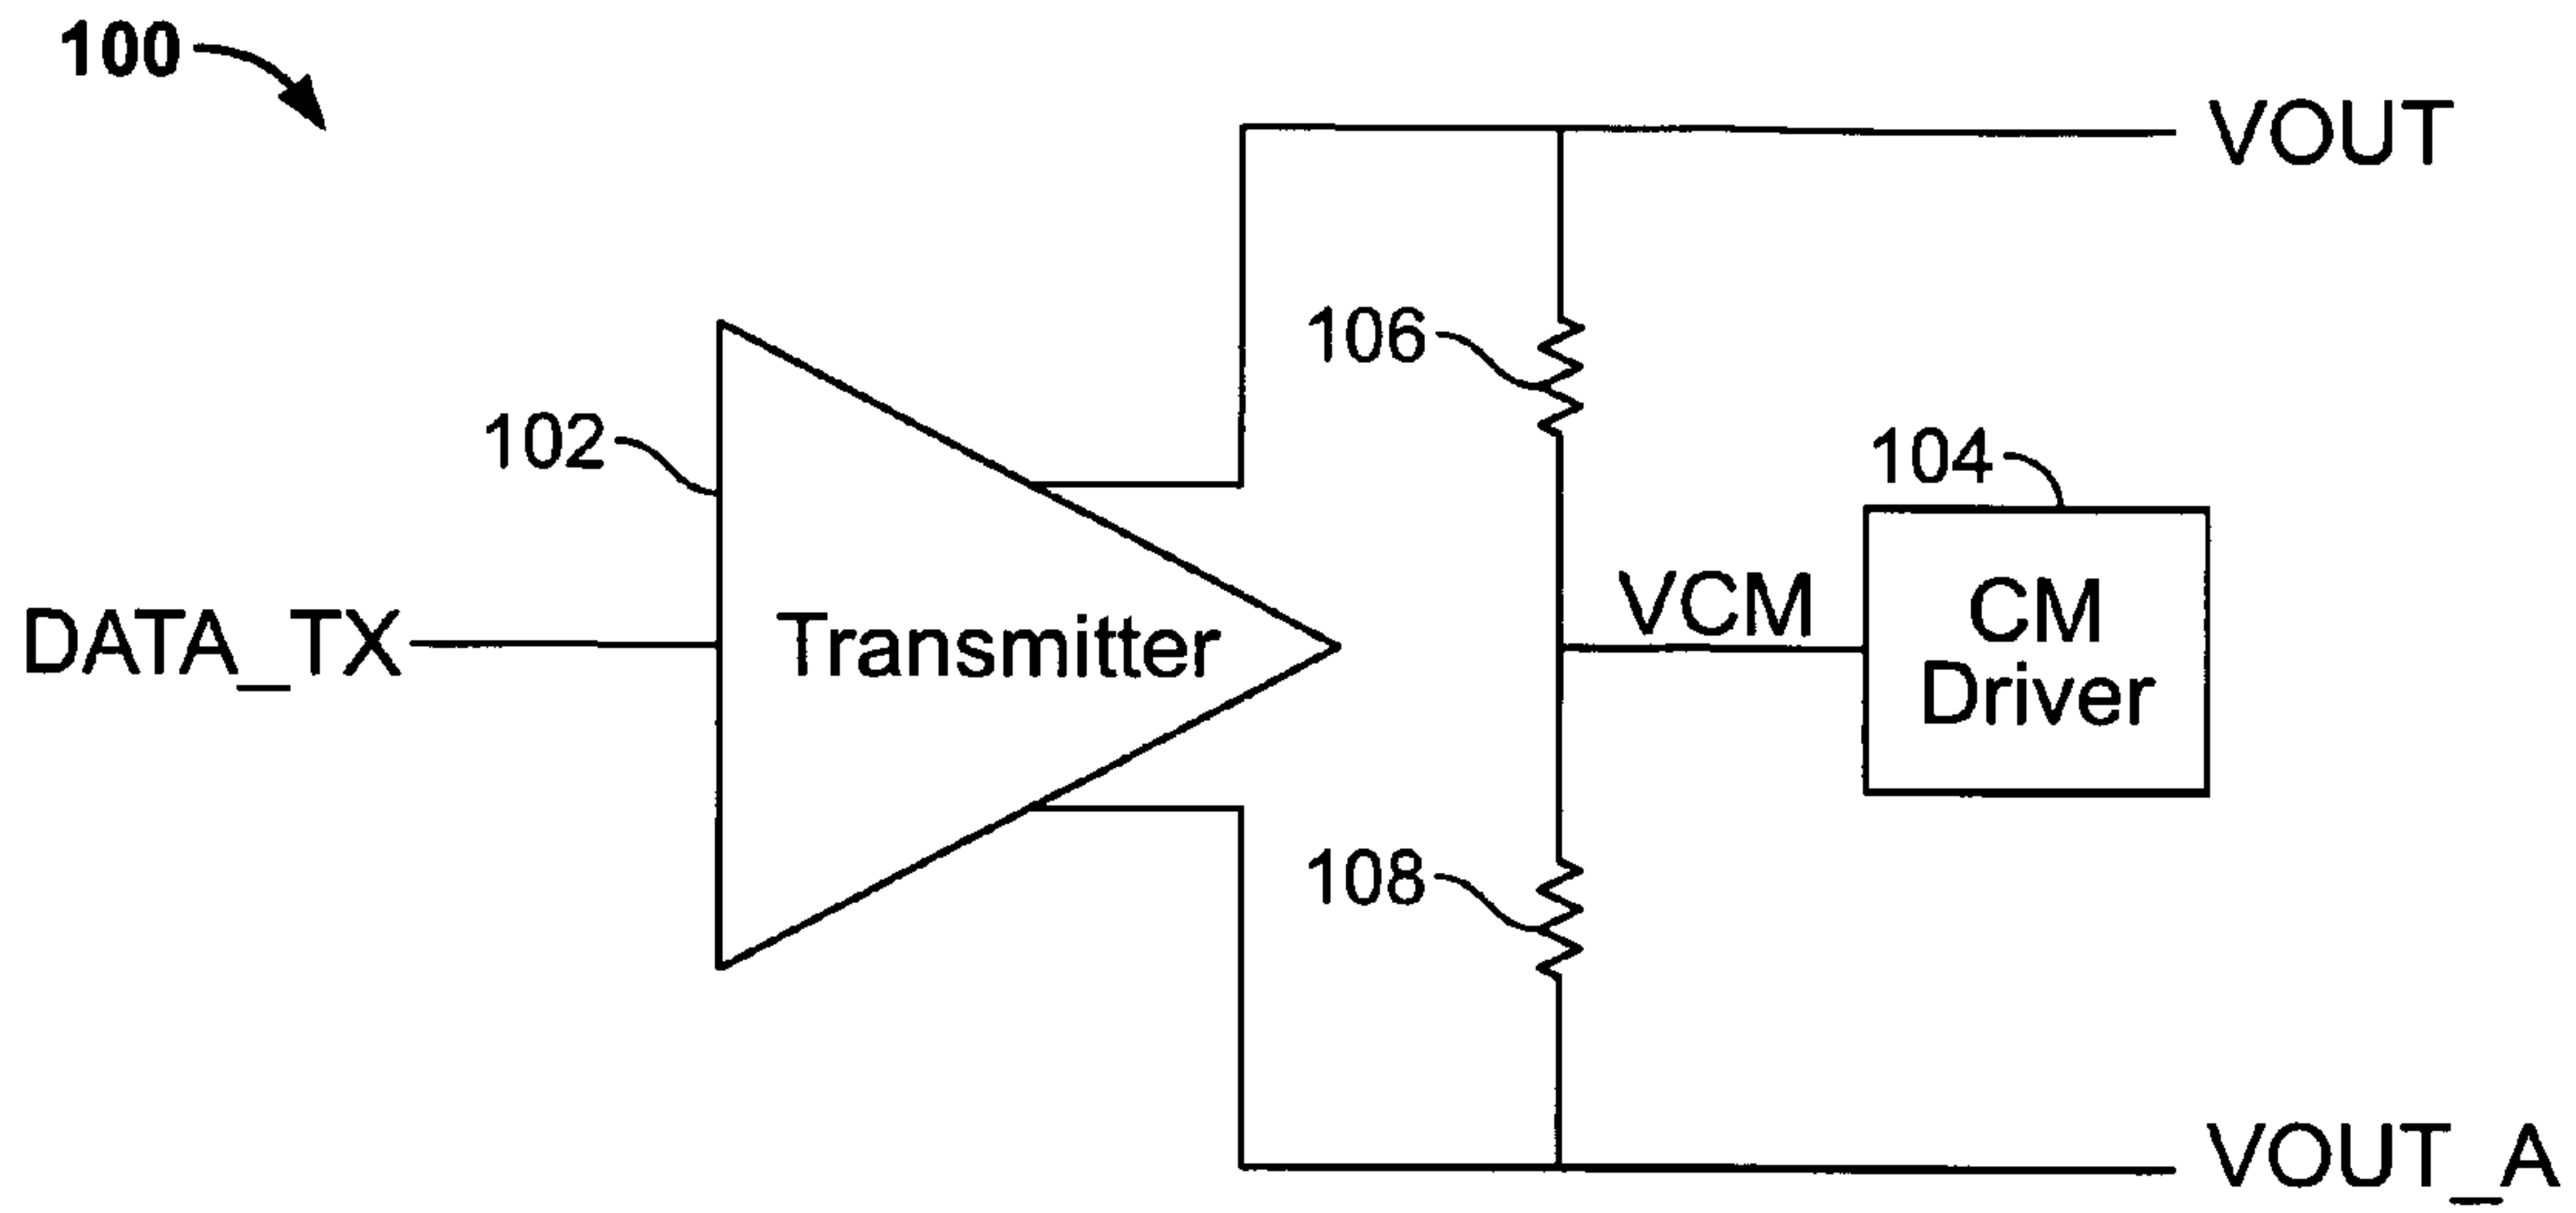 100
VOUT
106
102
104
DATA_TX
Transmitter
VCM
CM
Driver
108
VOUT_A